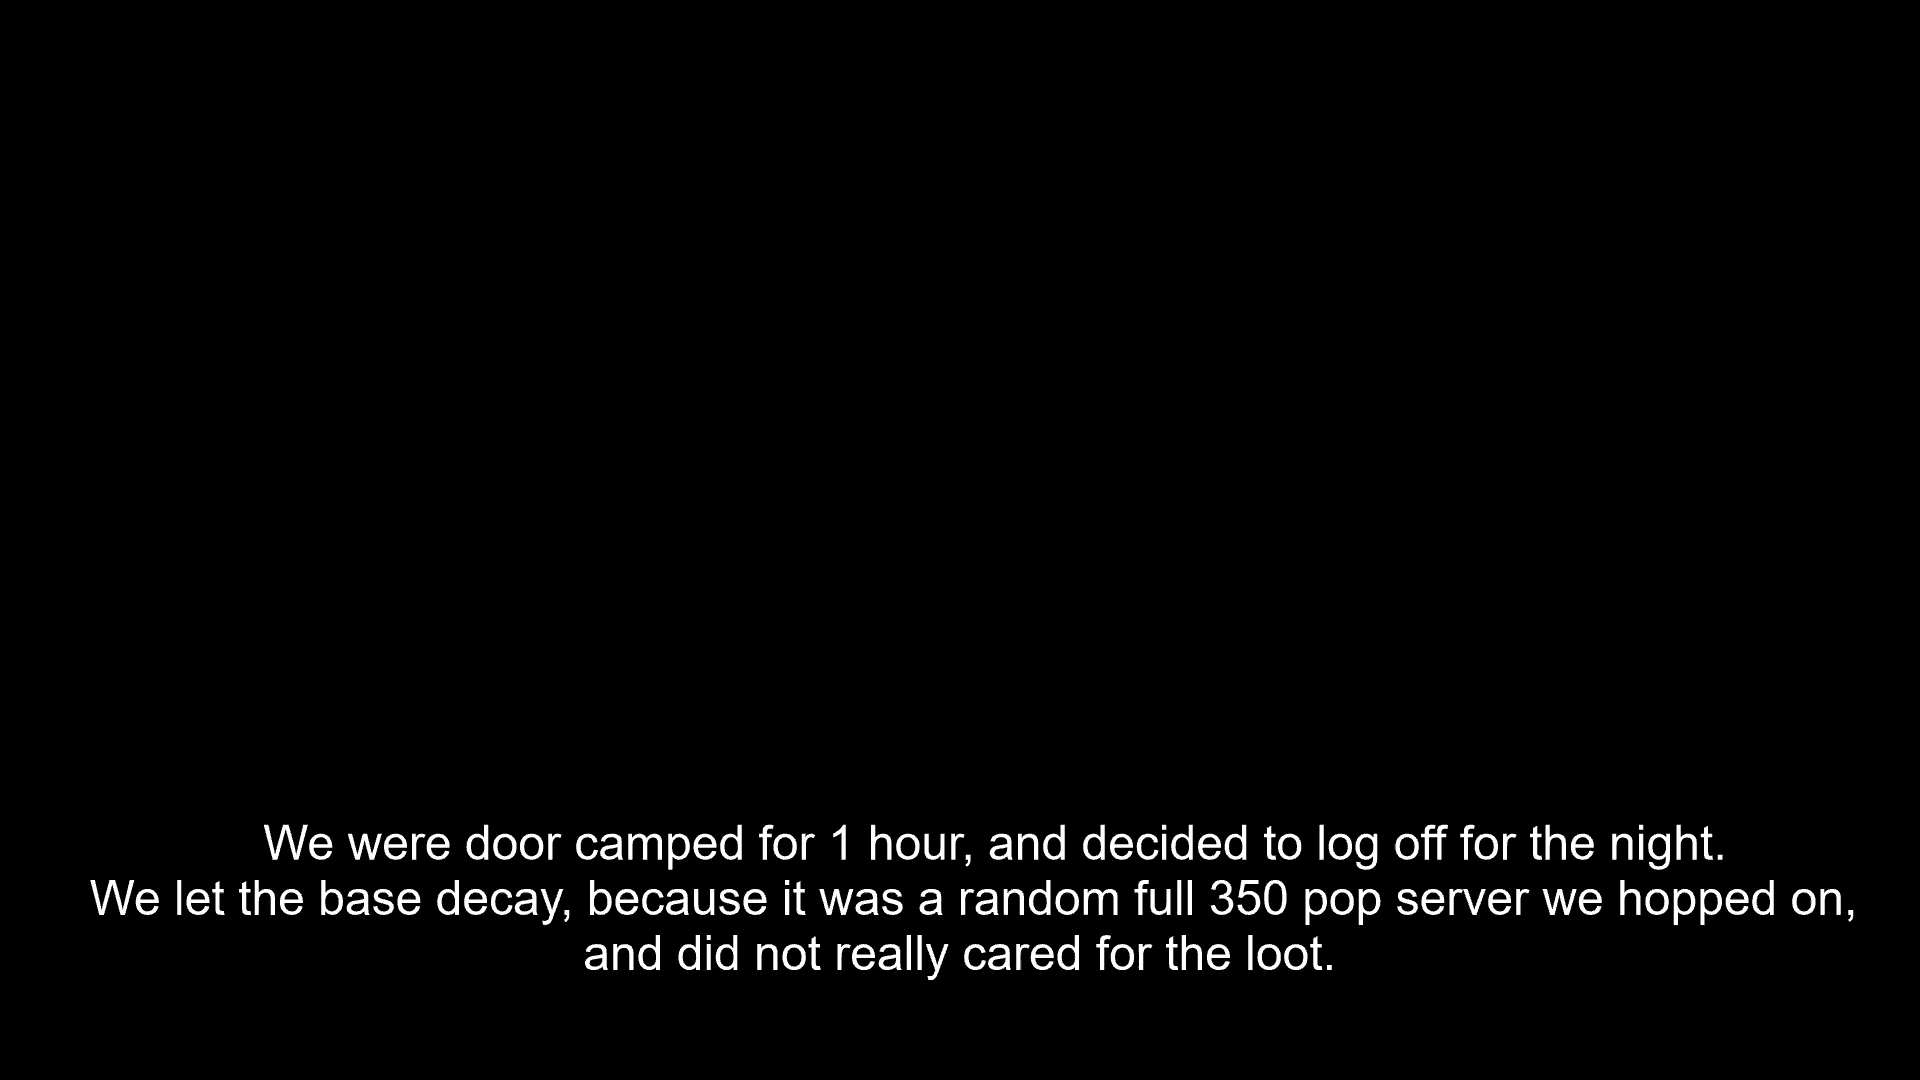 We were door camped for 1 hour, and decided to log off for the night.
We let the base decay, because it was a random full 350 pop server we hopped on,
and did not really cared for the loot.